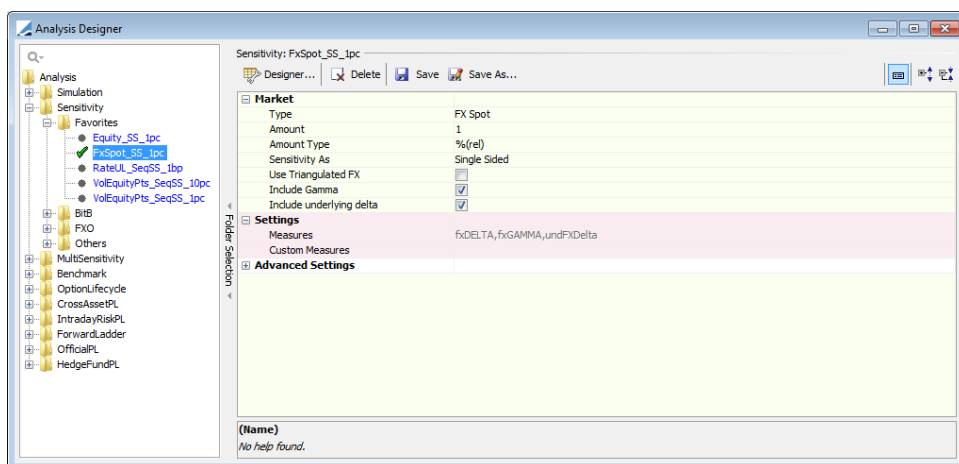 Analysis Designer
Analysis
Simulation
Sensitivity
Favorites
Equity_SS_1pc
FxSpot_SS_1pc
RateUL_SeqSS_1bp
VolEquityPts_SeqSS_10pc
VolEquityPts_SeqSS_1pc
BitB
FXO
Others
MultiSensitivity
Benchmark
OptionLifecycle
CrossAssetPL
IntradayRiskPL
ForwardLadder
OfficialPL
HedgeFundPL
Folder Selection
Sensitivity: FxSpot_SS_1pc
Designer... Delete Save Save As...
Market
Type FX Spot
Amount 1
Amount Type %(rel)
Sensitivity As Single Sided
Use Triangulated FX
Include Gamma
Include underlying delta
Settings
Measures fxDELTA,fxGAMMA,undFXDelta
Custom Measures
Advanced Settings
(Name)
No help found.